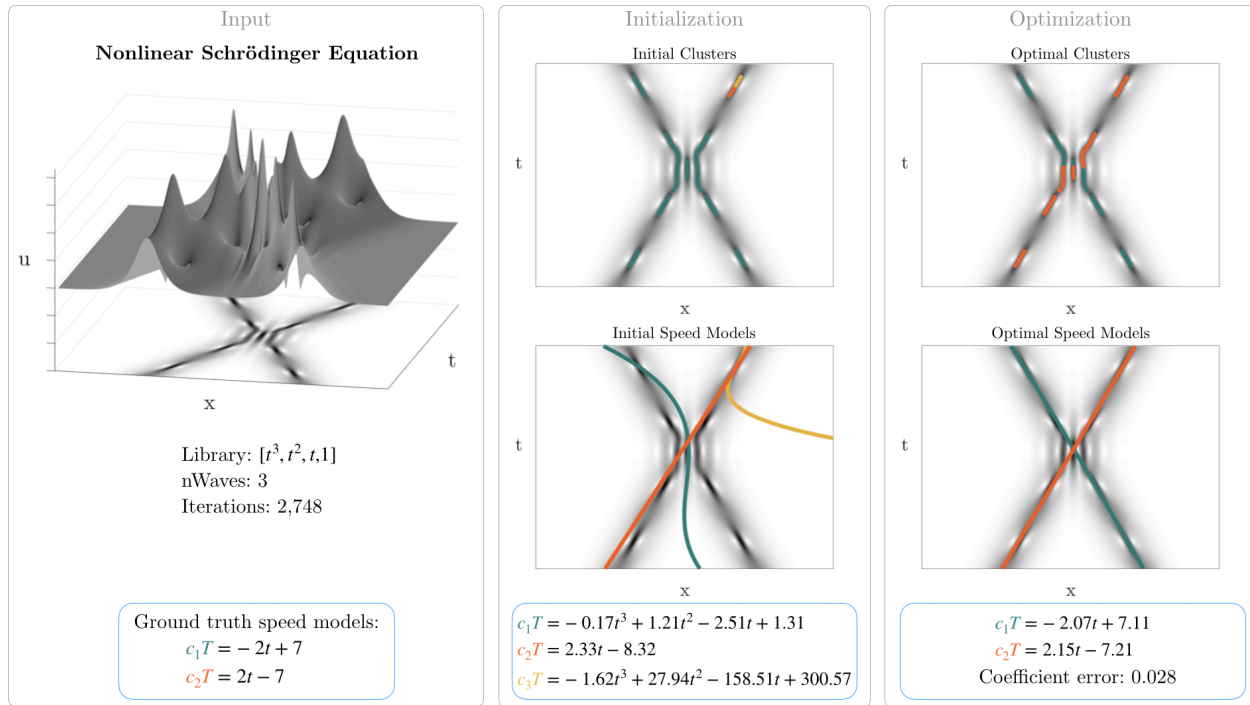 Input
Nonlinear Schrödinger Equation
u
t
x
Library: [t³, t², t,1]
nWaves: 3
Iterations: 2,748
Ground truth speed models:
c₁T = − 2t + 7
c₂T = 2t − 7
Initialization
Initial Clusters
t
x
Initial Speed Models
t
x
c₁T = − 0.17t³ + 1.21t² − 2.51t + 1.31
c₂T = 2.33t − 8.32
c₃T = − 1.62t³ + 27.94t² − 158.51t + 300.57
Optimization
Optimal Clusters
t
x
Optimal Speed Models
t
x
c₁T = − 2.07t + 7.11
c₂T = 2.15t − 7.21
Coefficient error: 0.028